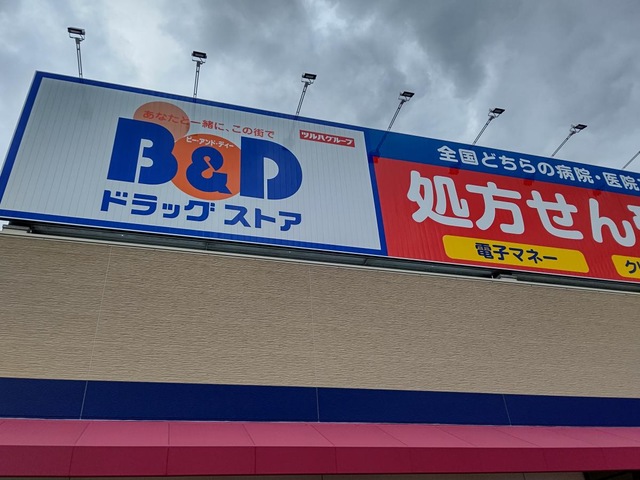 あなたと一緒に、この街で
ツルハグループ
ビー・アンド・ディー
B&D
ドラッグストア
全国どちらの病院・医院
処方せん
電子マネー
ク